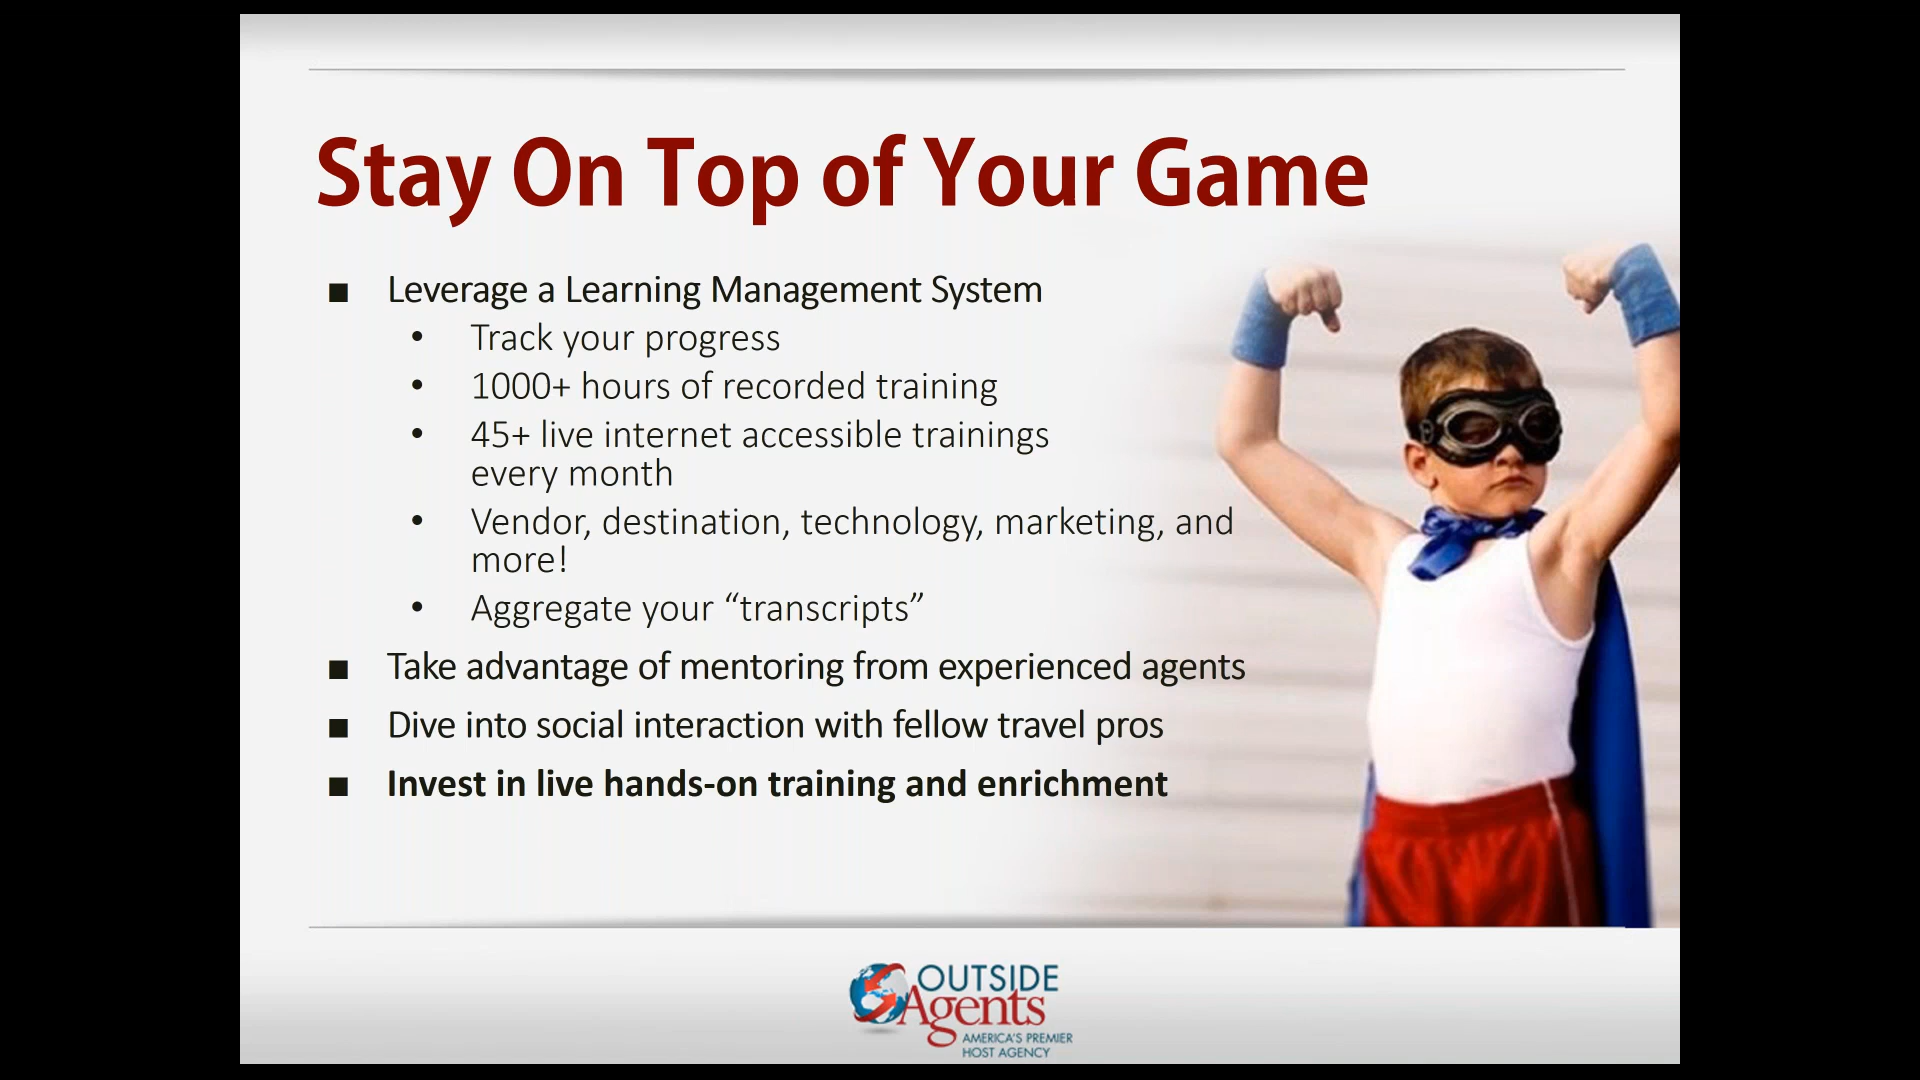 Stay On Top of Your Game
■ Leverage a Learning Management System
• Track your progress
• 1000+ hours of recorded training
• 45+ live internet accessible trainings
every month
• Vendor, destination, technology, marketing, and
more!
• Aggregate your “transcripts”
■ Take advantage of mentoring from experienced agents
■ Dive into social interaction with fellow travel pros
■ Invest in live hands-on training and enrichment
OUTSIDE
Agents
AMERICA'S PREMIER
HOST AGENCY